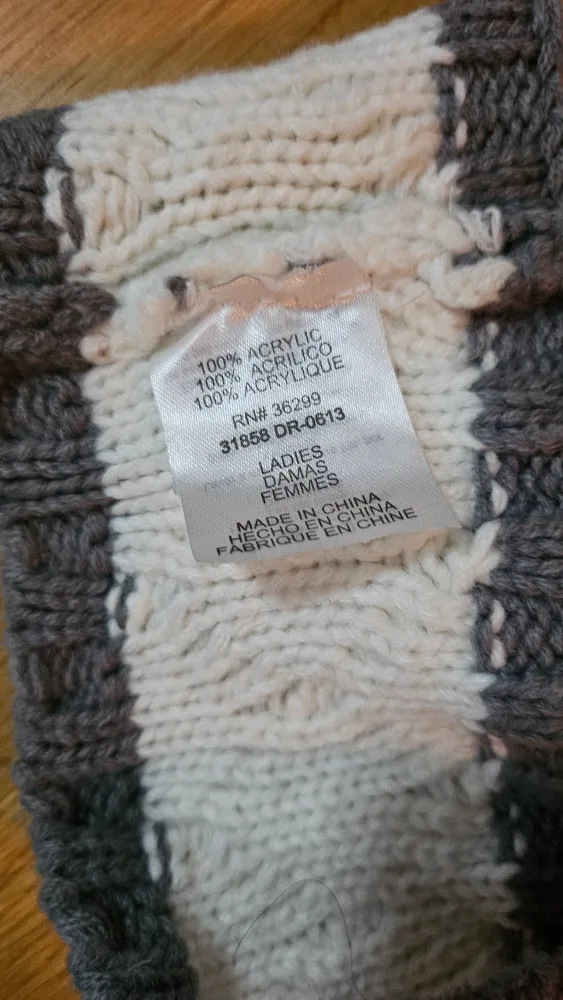 100% ACRYLIC
100% ACRILICO
100% ACRYLIQUE
RN# 36299
31858 DR-0613
LADIES
DAMAS
FEMMES
MADE IN CHINA
HECHO EN CHINA
FABRIQUE EN CHINE